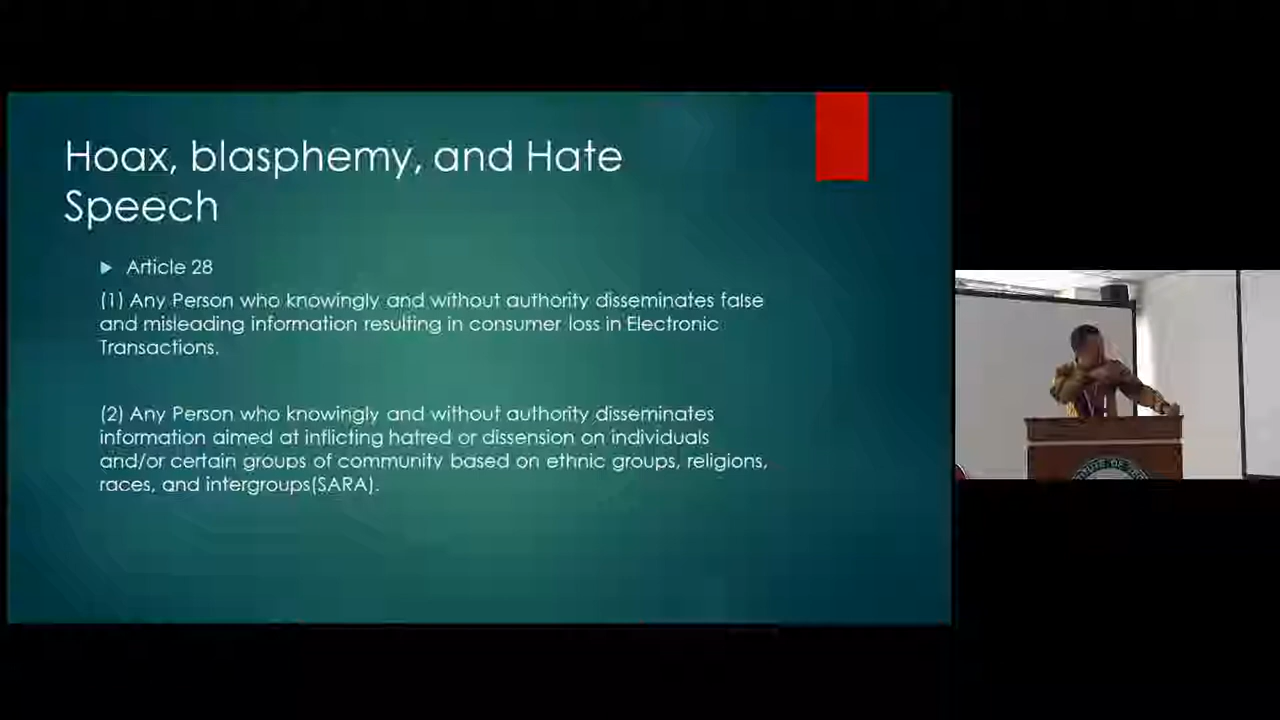 Hoax, blasphemy, and Hate
Speech
Article 28
(1) Any Person who knowingly and without authority disseminates false
and misleading information resulting in consumer loss in Electronic
Transactions.
(2) Any Person who knowingly and without authority disseminates
information aimed at inflicting hatred or dissension on individuals
and/or certain groups of community based on ethnic groups, religions,
races, and intergroups(SARA).